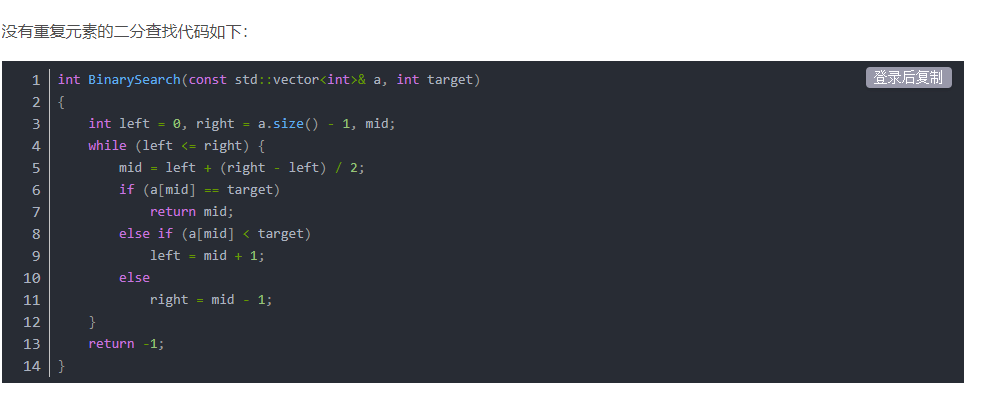 没有重复元素的二分查找代码如下：
登录后复制
1 int BinarySearch(const std::vector<int>& a, int target)
2 {
3     int left = 0, right = a.size() - 1, mid;
4     while (left <= right) {
5         mid = left + (right - left) / 2;
6         if (a[mid] == target)
7             return mid;
8         else if (a[mid] < target)
9             left = mid + 1;
10         else
11             right = mid - 1;
12     }
13     return -1;
14 }